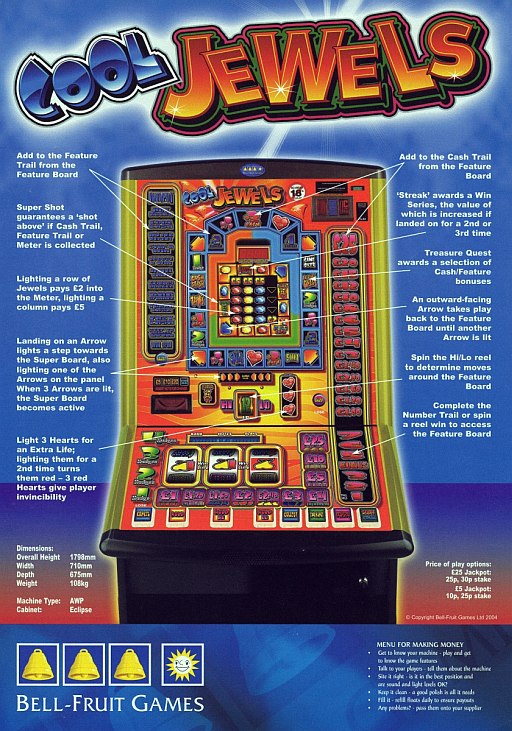 COOL JEWELS
Add to the Feature
Trail from the
Feature Board
Super Shot
guarantees a 'shot
above' if Cash Trail,
Feature Trail or
Meter is collected
Lighting a row of
Jewels pays £2 into
the Meter, lighting a
column pays £5
Landing on an Arrow
lights a step towards
the Super Board, also
lighting one of the
Arrows on the panel
When 3 Arrows are lit,
the Super Board
becomes active
Light 3 Hearts for
an Extra Life;
lighting them for a
2nd time turns
them red – 3 red
Hearts give player
invincibility
Add to the Cash Trail
from the Feature
Board
'Streak' awards a Win
Series, the value of
which is increased if
landed on for a 2nd or
3rd time
Treasure Quest
awards a selection of
Cash/Feature
bonuses
An outward-facing
Arrow takes play
back to the Feature
Board until another
Arrow is lit
Spin the Hi/Lo reel
to determine moves
around the Feature
Board
Complete the
Number Trail or spin
a reel win to access
the Feature Board
COOL JEWELS
18
£25
Dimensions:
Overall Height 1798mm
Width 710mm
Depth 675mm
Weight 108kg
Machine Type: AWP
Cabinet: Eclipse
Price of play options:
£25 Jackpot:
25p, 30p stake
£5 Jackpot:
10p, 25p stake
© Copyright Bell-Fruit Games Ltd 2004
BELL-FRUIT GAMES
MENU FOR MAKING MONEY
• Get to know your machine - play and get
to know the game features
• Talk to your players - tell them about the machine
• Site it right - is it in the best position and
are sound and light levels OK?
• Keep it clean - a good polish is all it needs
• Fill it - refill floats daily to ensure payouts
• Any problems? - pass them onto your supplier